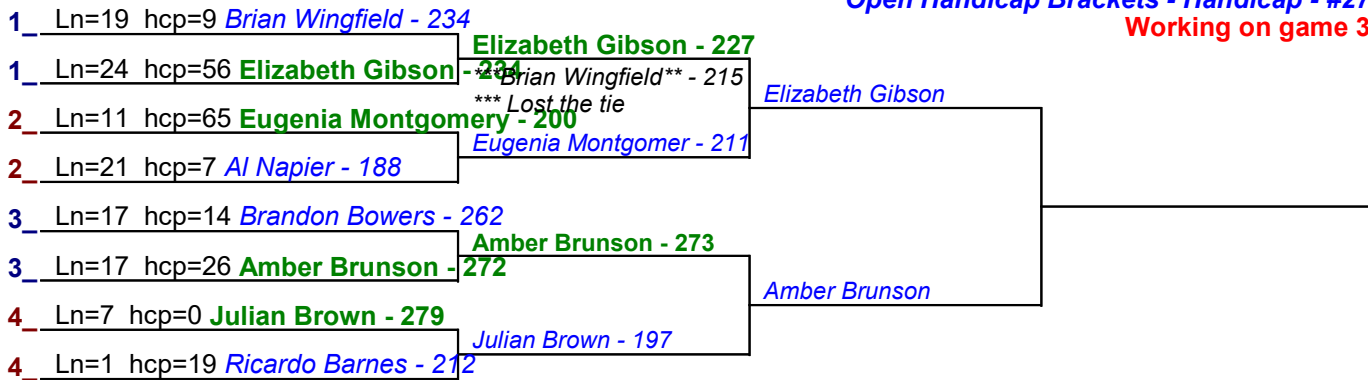 Open Handicap Brackets - Handicap - #27
Working on game 3
1_ Ln=19 hcp=9 Brian Wingfield - 234
1_ Ln=24 hcp=56 Elizabeth Gibson - 234
2_ Ln=11 hcp=65 Eugenia Montgomery - 200
2_ Ln=21 hcp=7 Al Napier - 188
3_ Ln=17 hcp=14 Brandon Bowers - 262
3_ Ln=17 hcp=26 Amber Brunson - 272
4_ Ln=7 hcp=0 Julian Brown - 279
4_ Ln=1 hcp=19 Ricardo Barnes - 212
Elizabeth Gibson - 227
***Brian Wingfield** - 215
*** Lost the tie
Eugenia Montgomer - 211
Amber Brunson - 273
Julian Brown - 197
Elizabeth Gibson
Amber Brunson